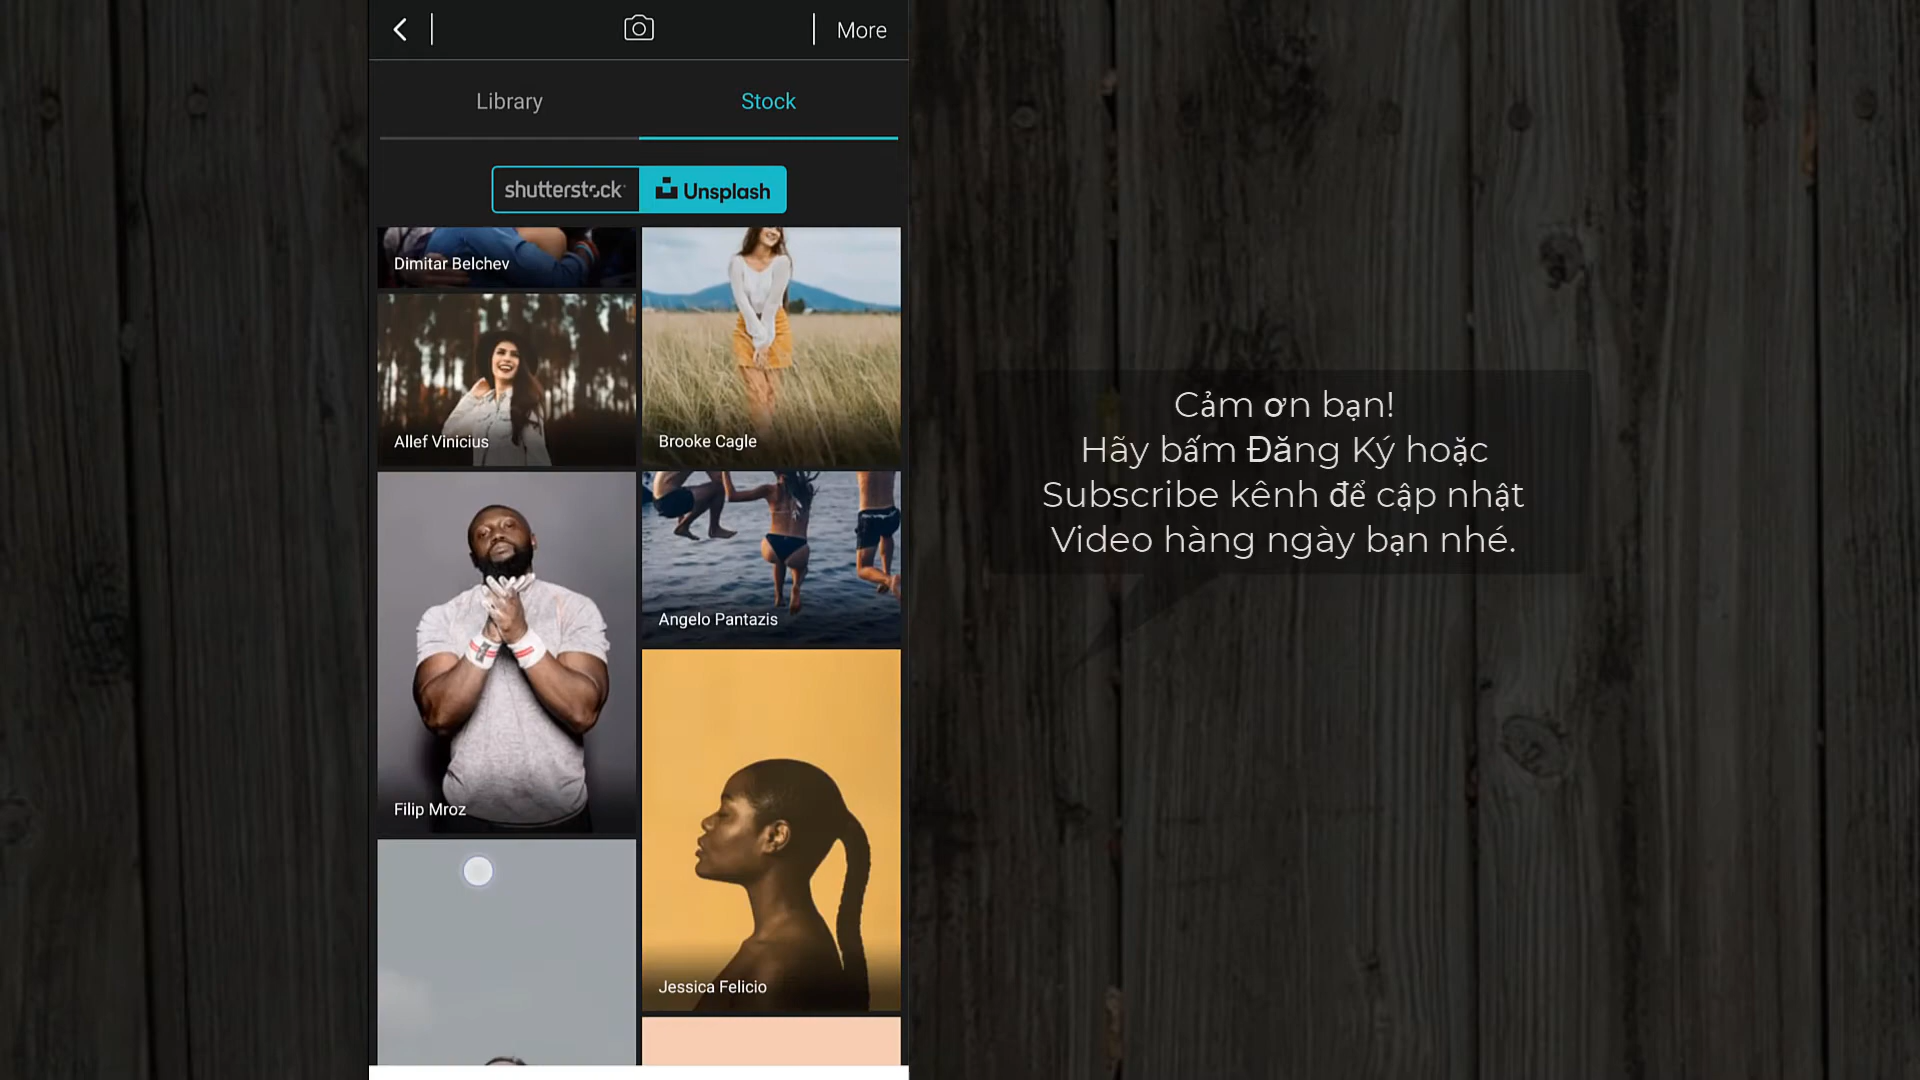 More
Library
Stock
shutterstock
Unsplash
Dimitar Belchev
Allef Vinicius
Brooke Cagle
Filip Mroz
Angelo Pantazis
Jessica Felicio
Cảm ơn bạn!
Hãy bấm Đăng Ký hoặc
Subscribe kênh để cập nhật
Video hàng ngày bạn nhé.